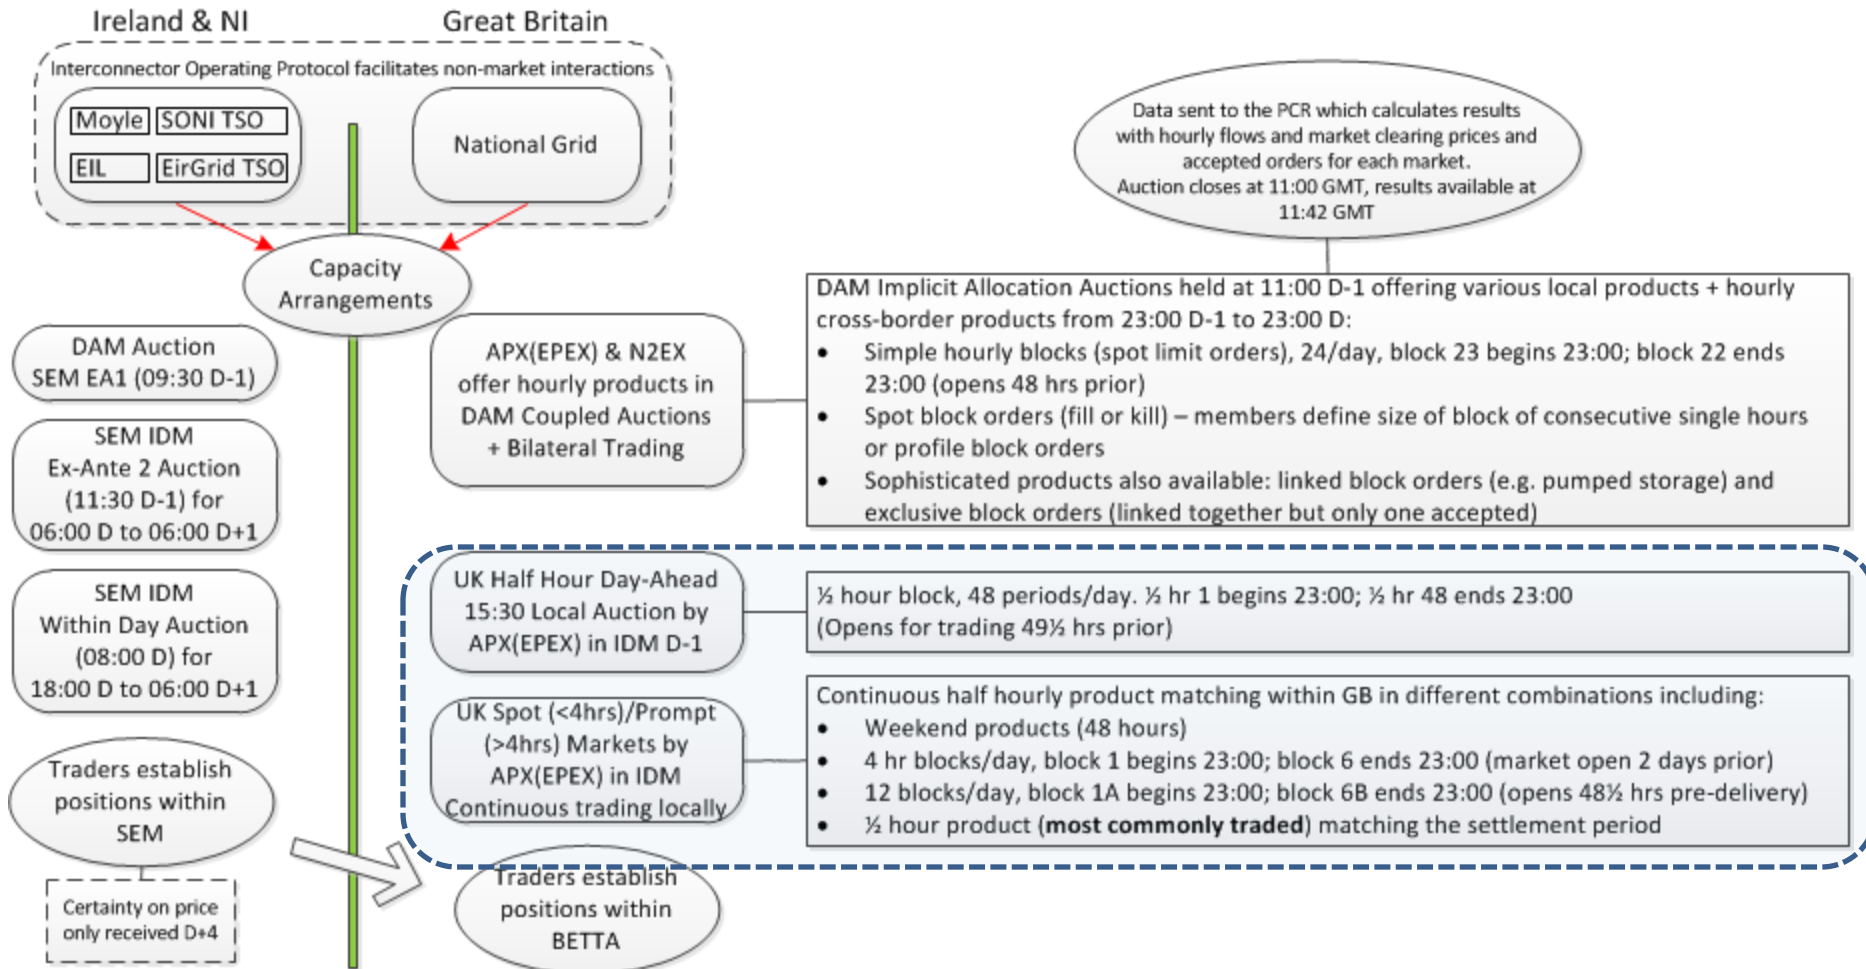 Ireland & NI
Great Britain
Interconnector Operating Protocol facilitates non-market interactions
Moyle
SONI TSO
EIL
EirGrid TSO
National Grid
Capacity
Arrangements
Data sent to the PCR which calculates results
with hourly flows and market clearing prices and
accepted orders for each market.
Auction closes at 11:00 GMT, results available at
11:42 GMT
DAM Auction
SEM EA1 (09:30 D-1)
SEM IDM
Ex-Ante 2 Auction
(11:30 D-1) for
06:00 D to 06:00 D+1
SEM IDM
Within Day Auction
(08:00 D) for
18:00 D to 06:00 D+1
Traders establish
positions within
SEM
Certainty on price
only received D+4
APX(EPEX) & N2EX
offer hourly products in
DAM Coupled Auctions
+ Bilateral Trading
DAM Implicit Allocation Auctions held at 11:00 D-1 offering various local products + hourly
cross-border products from 23:00 D-1 to 23:00 D:
• Simple hourly blocks (spot limit orders), 24/day, block 23 begins 23:00; block 22 ends
23:00 (opens 48 hrs prior)
• Spot block orders (fill or kill) – members define size of block of consecutive single hours
or profile block orders
• Sophisticated products also available: linked block orders (e.g. pumped storage) and
exclusive block orders (linked together but only one accepted)
UK Half Hour Day-Ahead
15:30 Local Auction by
APX(EPEX) in IDM D-1
½ hour block, 48 periods/day. ½ hr 1 begins 23:00; ½ hr 48 ends 23:00
(Opens for trading 49½ hrs prior)
UK Spot (<4hrs)/Prompt
(>4hrs) Markets by
APX(EPEX) in IDM
Continuous trading locally
Continuous half hourly product matching within GB in different combinations including:
• Weekend products (48 hours)
• 4 hr blocks/day, block 1 begins 23:00; block 6 ends 23:00 (market open 2 days prior)
• 12 blocks/day, block 1A begins 23:00; block 6B ends 23:00 (opens 48½ hrs pre-delivery)
• ½ hour product (most commonly traded) matching the settlement period
Traders establish
positions within
BETTA